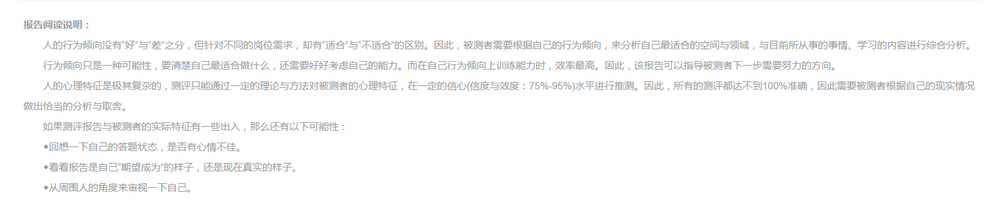 报告阅读说明：
人的行为倾向没有“好”与“差”之分，但针对不同的岗位需求，却有“适合”与“不适合”的区别。因此，被测者需要根据自己的行为倾向，来分析自己最适合的空间与领域，与目前所从事的事情、学习的内容进行综合分析。
行为倾向只是一种可能性，要清楚自己最适合做什么，还需要好好考虑自己的能力。而在自己行为倾向上训练能力时，效率最高。因此，该报告可以指导被测者下一步需要努力的方向。
人的心理特征是极其复杂的，测评只能通过一定的理论与方法对被测者的心理特征，在一定的信心(信度与效度：75%-95%)水平进行推测。因此，所有的测评都达不到100%准确，因此需要被测者根据自己的现实情况
做出恰当的分析与取舍。
如果测评报告与被测者的实际特征有一些出入，那么还有以下可能性：
◆回想一下自己的答题状态，是否有心情不佳。
◆看看报告是自己“期望成为”的样子，还是现在真实的样子。
◆从周围人的角度来审视一下自己。